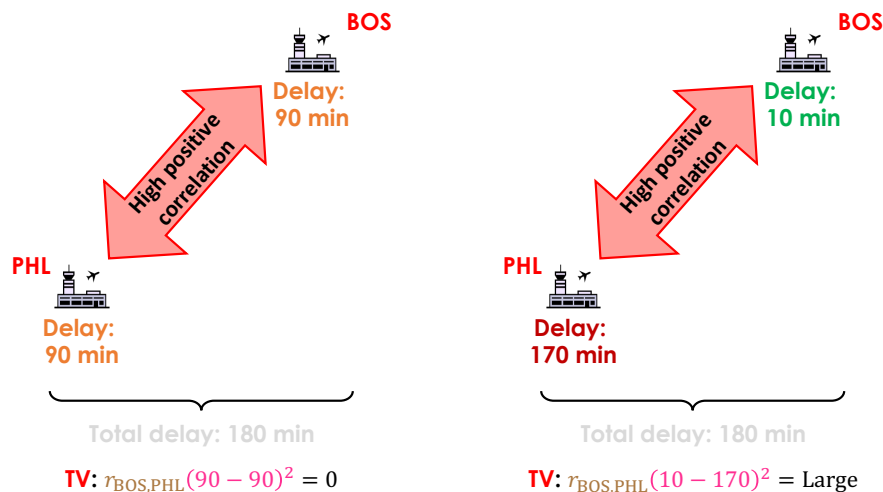 BOS
Delay:
90 min
High positive
correlation
PHL
Delay:
90 min
Total delay: 180 min
TV: r_BOS,PHL(90 − 90)² = 0
BOS
Delay:
10 min
High positive
correlation
PHL
Delay:
170 min
Total delay: 180 min
TV: r_BOS,PHL(10 − 170)² = Large